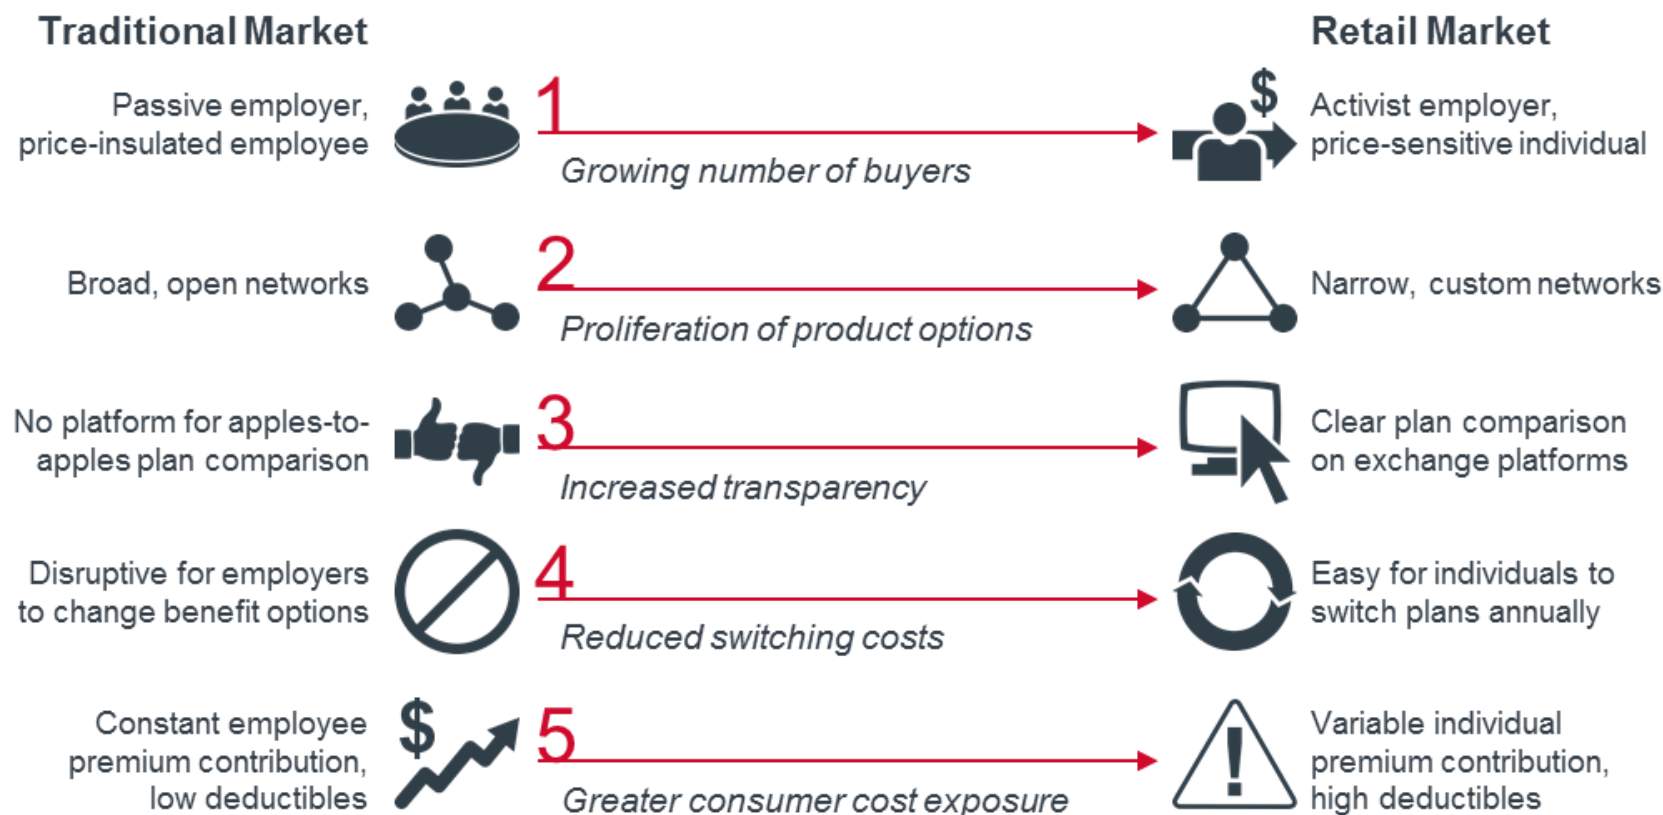 Traditional Market
Retail Market
Passive employer,
price-insulated employee
1
Growing number of buyers
$
Activist employer,
price-sensitive individual
Broad, open networks
2
Proliferation of product options
Narrow, custom networks
No platform for apples-to-
apples plan comparison
3
Increased transparency
Clear plan comparison
on exchange platforms
Disruptive for employers
to change benefit options
4
Reduced switching costs
Easy for individuals to
switch plans annually
Constant employee
premium contribution,
low deductibles
$
5
Greater consumer cost exposure
!
Variable individual
premium contribution,
high deductibles